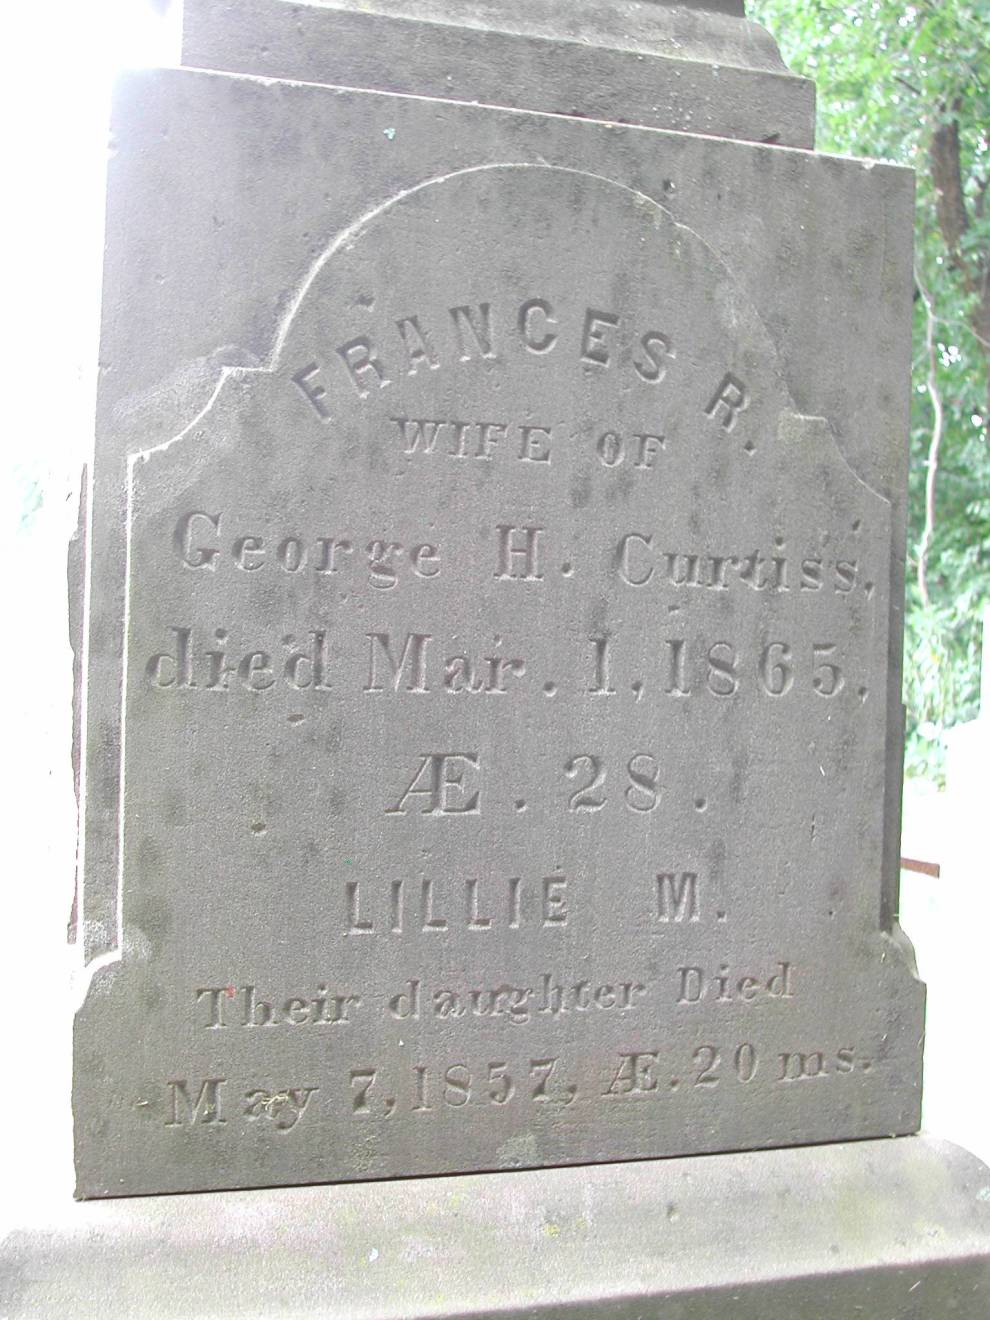 FRANCES R.
WIFE OF
George H. Curtiss,
died Mar. 1, 1865,
Æ. 28.
LILLIE M.
Their daughter Died
May 7, 1857, Æ. 20 ms.